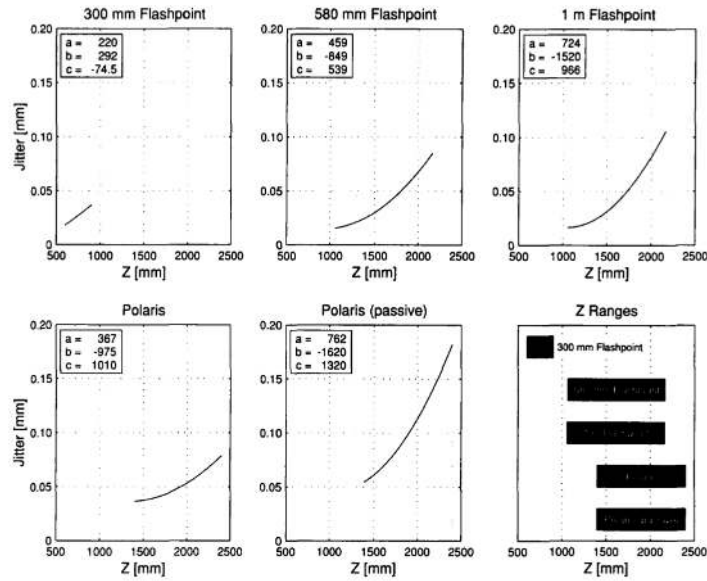 300 mm Flashpoint
a = 220
b = 292
c = -74.5
0.20
0.15
0.10
0.05
0
Jitter [mm]
500 1000 1500 2000 2500
Z [mm]
580 mm Flashpoint
a = 459
b = -849
c = 539
0.20
0.15
0.10
0.05
0
500 1000 1500 2000 2500
Z [mm]
1 m Flashpoint
a = 724
b = -1520
c = 966
0.20
0.15
0.10
0.05
0
500 1000 1500 2000 2500
Z [mm]
Polaris
a = 367
b = -975
c = 1010
0.20
0.15
0.10
0.05
0
Jitter [mm]
500 1000 1500 2000 2500
Z [mm]
Polaris (passive)
a = 762
b = -1620
c = 1320
0.20
0.15
0.10
0.05
0
500 1000 1500 2000 2500
Z [mm]
Z Ranges
300 mm Flashpoint
500 1000 1500 2000 2500
Z [mm]